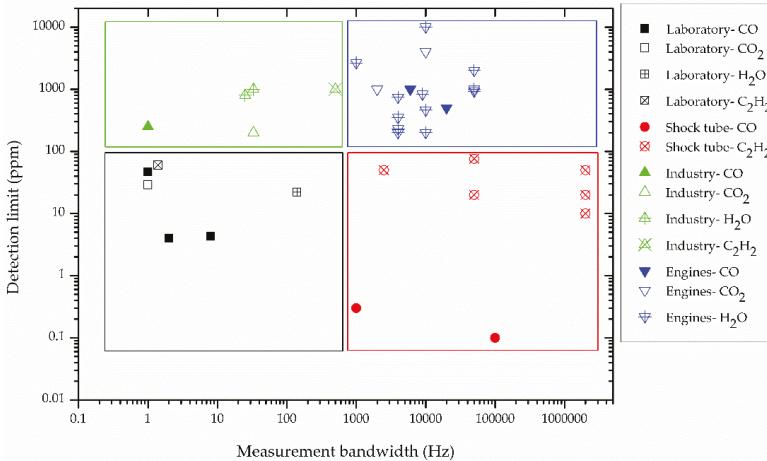 10000
1000
100
10
1
0.1
0.01
Detection limit (ppm)
0.1
1
10
100
1000
10000
100000
1000000
Measurement bandwidth (Hz)
Laboratory- CO
Laboratory- CO2
Laboratory- H2O
Laboratory- C2H2
Shock tube- CO
Shock tube- C2H2
Industry- CO
Industry- CO2
Industry- H2O
Industry- C2H2
Engines- CO
Engines- CO2
Engines- H2O